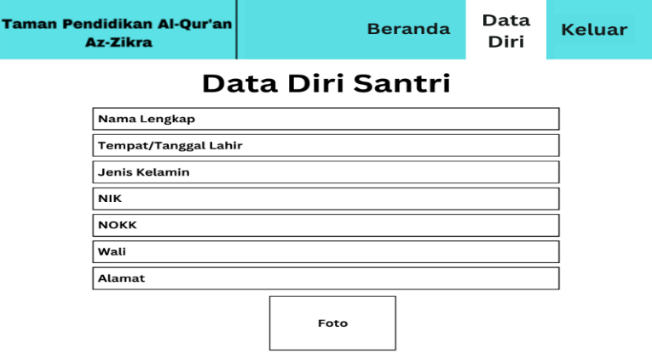 Taman Pendidikan Al-Qur'an
Az-Zikra
Beranda
Data
Diri
Keluar
Data Diri Santri
Nama Lengkap
Tempat/Tanggal Lahir
Jenis Kelamin
NIK
NOKK
Wali
Alamat
Foto